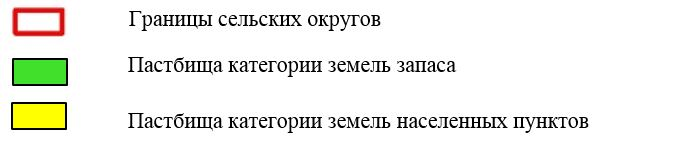 Границы сельских округов
Пастбища категории земель запаса
Пастбища категории земель населенных пунктов